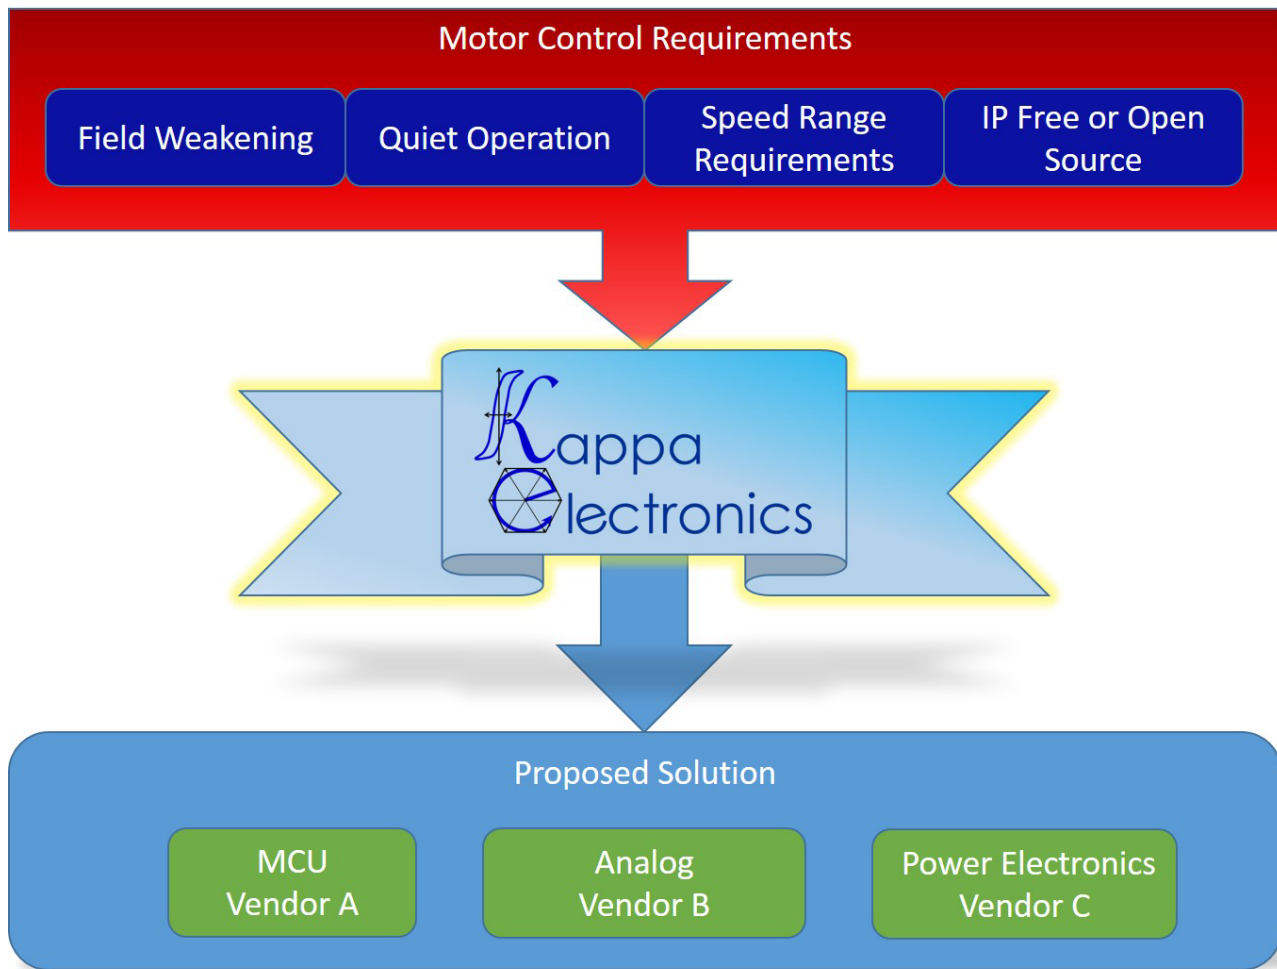 Motor Control Requirements
Field Weakening
Quiet Operation
Speed Range
Requirements
IP Free or Open
Source
Kappa
electronics
Proposed Solution
MCU
Vendor A
Analog
Vendor B
Power Electronics
Vendor C